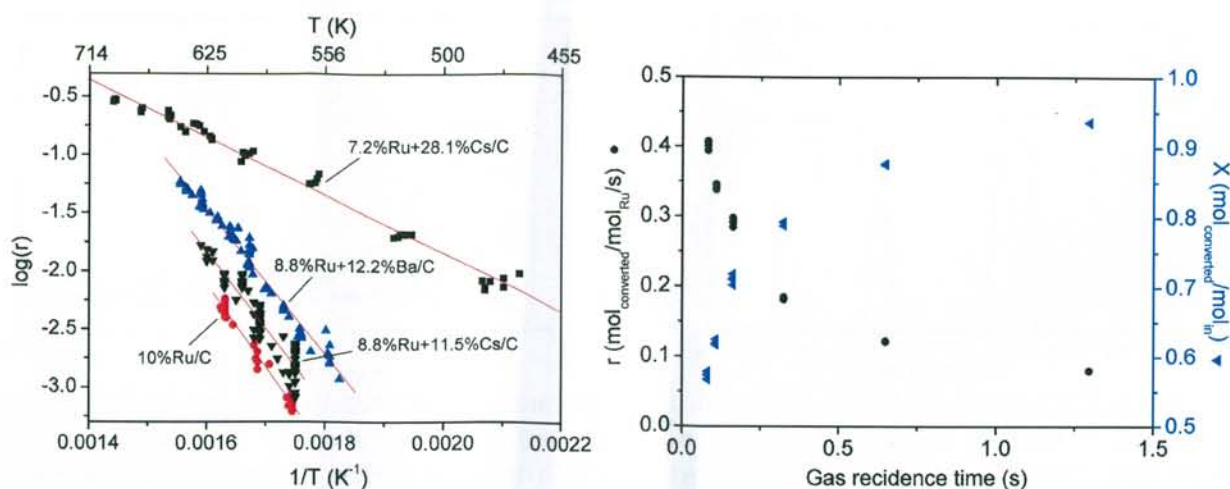 T (K)
714 625 556 500 455
-0.5
-1.0
-1.5
-2.0
-2.5
-3.0
log(r)
7.2%Ru+28.1%Cs/C
8.8%Ru+12.2%Ba/C
8.8%Ru+11.5%Cs/C
10%Ru/C
0.0014 0.0016 0.0018 0.0020 0.0022
1/T (K-1)
0.5
0.4
0.3
0.2
0.1
0.0
r (molconverted/molRu/s)
1.0
0.9
0.8
0.7
0.6
0.5
X (molconverted/molin)
0.0 0.5 1.0 1.5
Gas recidence time (s)